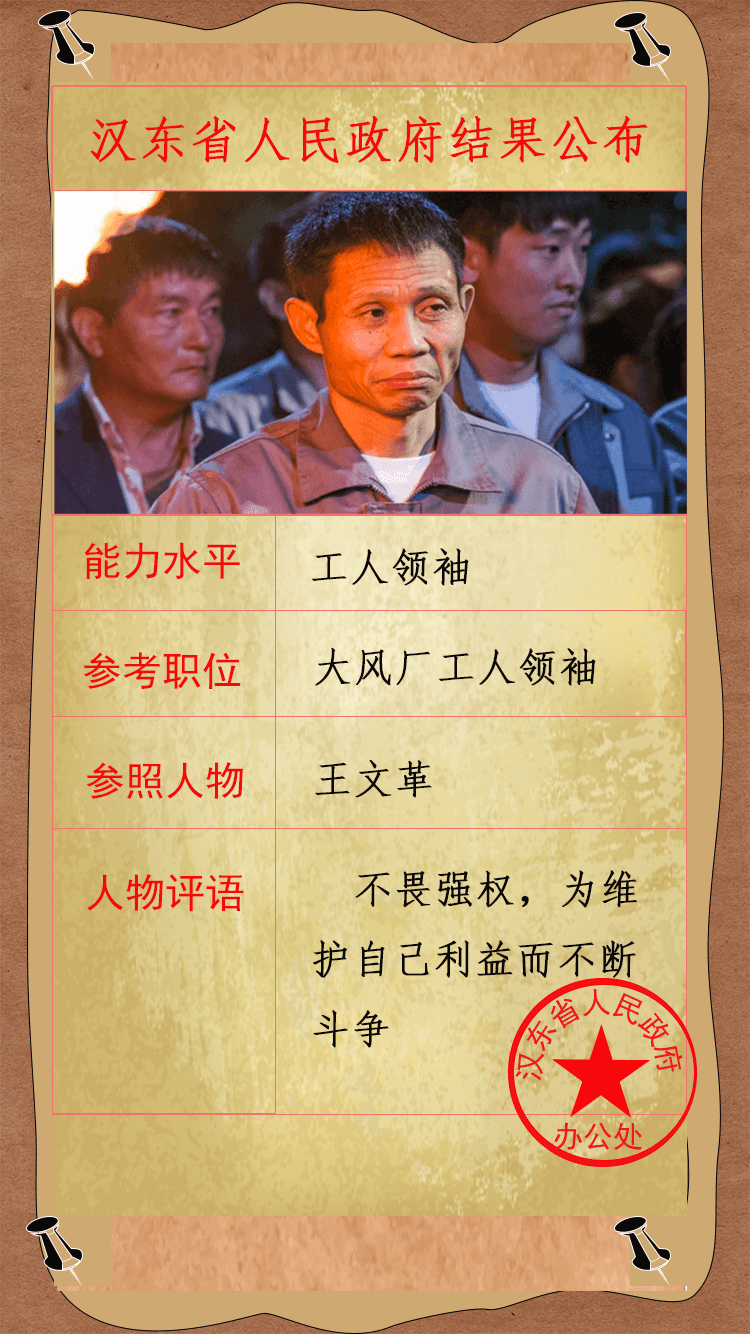 汉东省人民政府结果公布
能力水平
工人领袖
参考职位
大风厂工人领袖
参照人物
王文革
人物评语
不畏强权，为维
护自己利益而不断
斗争
汉东省人民政府
办公处